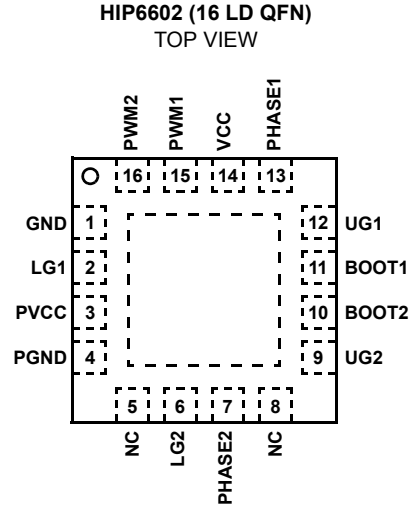 HIP6602 (16 LD QFN)
TOP VIEW
PWM2
PWM1
VCC
PHASE1
16 15 14 13
GND 1
LG1 2
PVCC 3
PGND 4
12 UG1
11 BOOT1
10 BOOT2
9 UG2
5 6 7 8
NC
LG2
PHASE2
NC